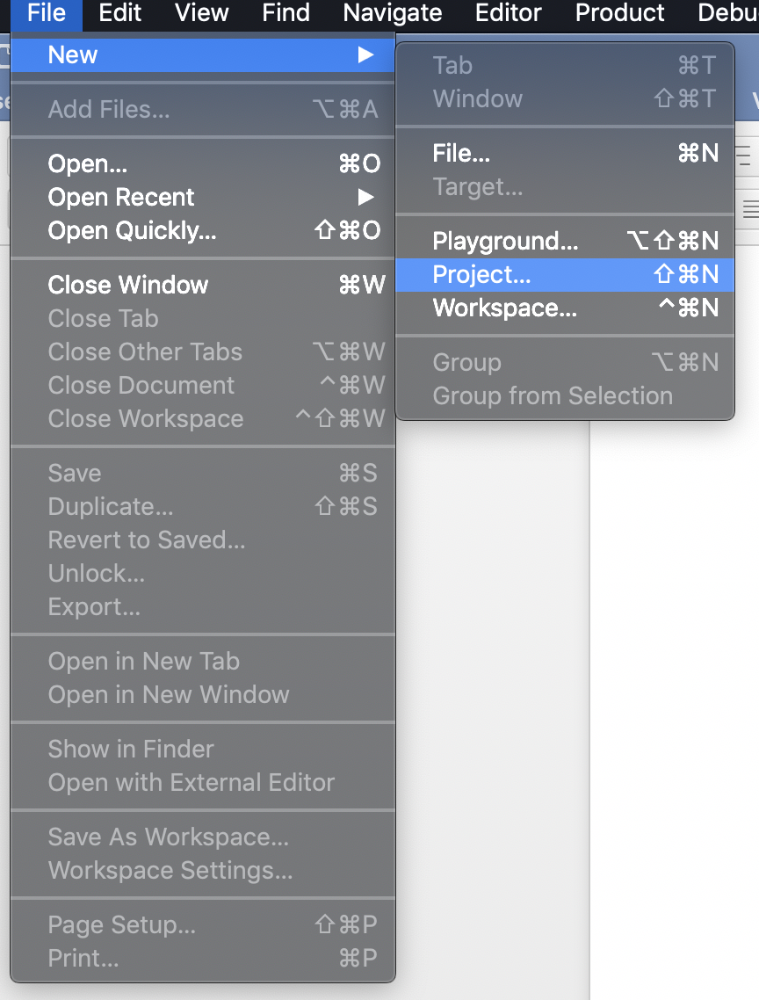 File Edit View Find Navigate Editor Product Debu
New ▶
Add Files... ⌥⌘A
Open... ⌘O
Open Recent ▶
Open Quickly... ⇧⌘O
Close Window ⌘W
Close Tab
Close Other Tabs ⌥⌘W
Close Document ^⌘W
Close Workspace ^⇧⌘W
Save ⌘S
Duplicate... ⇧⌘S
Revert to Saved...
Unlock...
Export...
Open in New Tab
Open in New Window
Show in Finder
Open with External Editor
Save As Workspace...
Workspace Settings...
Page Setup... ⇧⌘P
Print... ⌘P
Tab ⌘T
Window ⇧⌘T
File... ⌘N
Target...
Playground... ⌥⇧⌘N
Project... ⇧⌘N
Workspace... ^⌘N
Group ⌥⌘N
Group from Selection